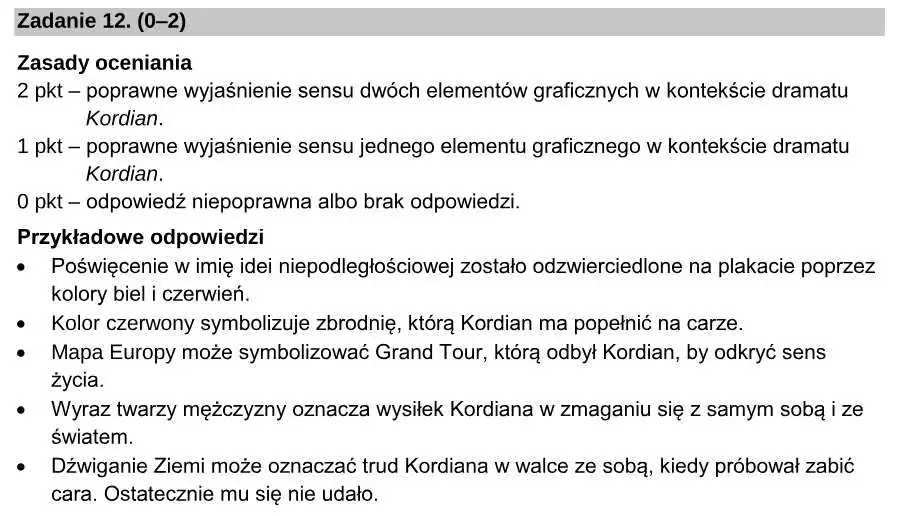 Zadanie 12. (0–2)
Zasady oceniania
2 pkt – poprawne wyjaśnienie sensu dwóch elementów graficznych w kontekście dramatu
Kordian.
1 pkt – poprawne wyjaśnienie sensu jednego elementu graficznego w kontekście dramatu
Kordian.
0 pkt – odpowiedź niepoprawna albo brak odpowiedzi.
Przykładowe odpowiedzi
• Poświęcenie w imię idei niepodległościowej zostało odzwierciedlone na plakacie poprzez
kolory biel i czerwień.
• Kolor czerwony symbolizuje zbrodnię, którą Kordian ma popełnić na carze.
• Mapa Europy może symbolizować Grand Tour, którą odbył Kordian, by odkryć sens
życia.
• Wyraz twarzy mężczyzny oznacza wysiłek Kordiana w zmaganiu się z samym sobą i ze
światem.
• Dźwiganie Ziemi może oznaczać trud Kordiana w walce ze sobą, kiedy próbował zabić
cara. Ostatecznie mu się nie udało.